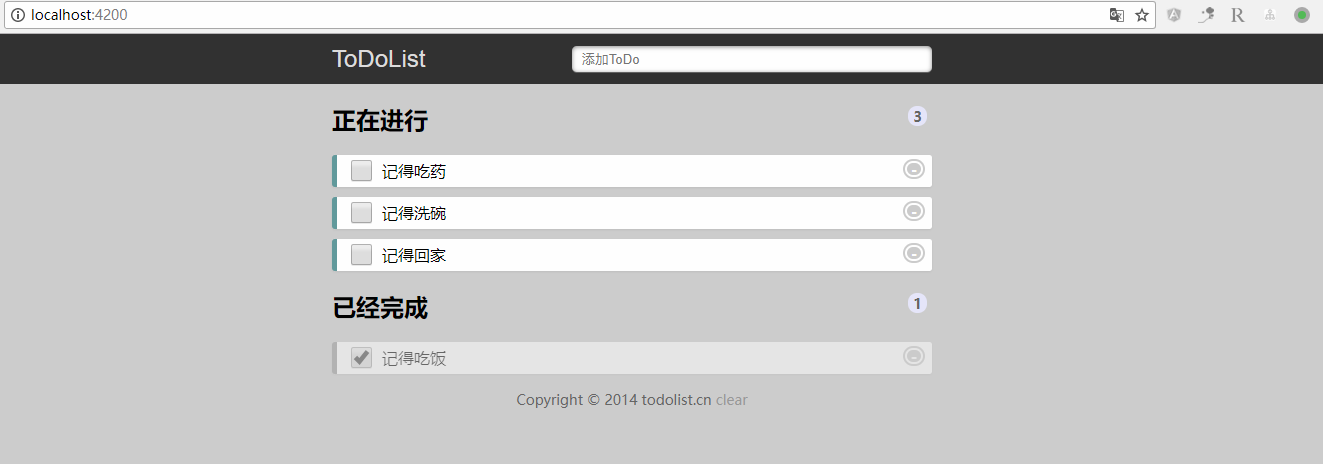 localhost:4200
ToDoList 添加ToDo
正在进行 3
记得吃药
记得洗碗
记得回家
已经完成 1
记得吃饭
Copyright © 2014 todolist.cn clear